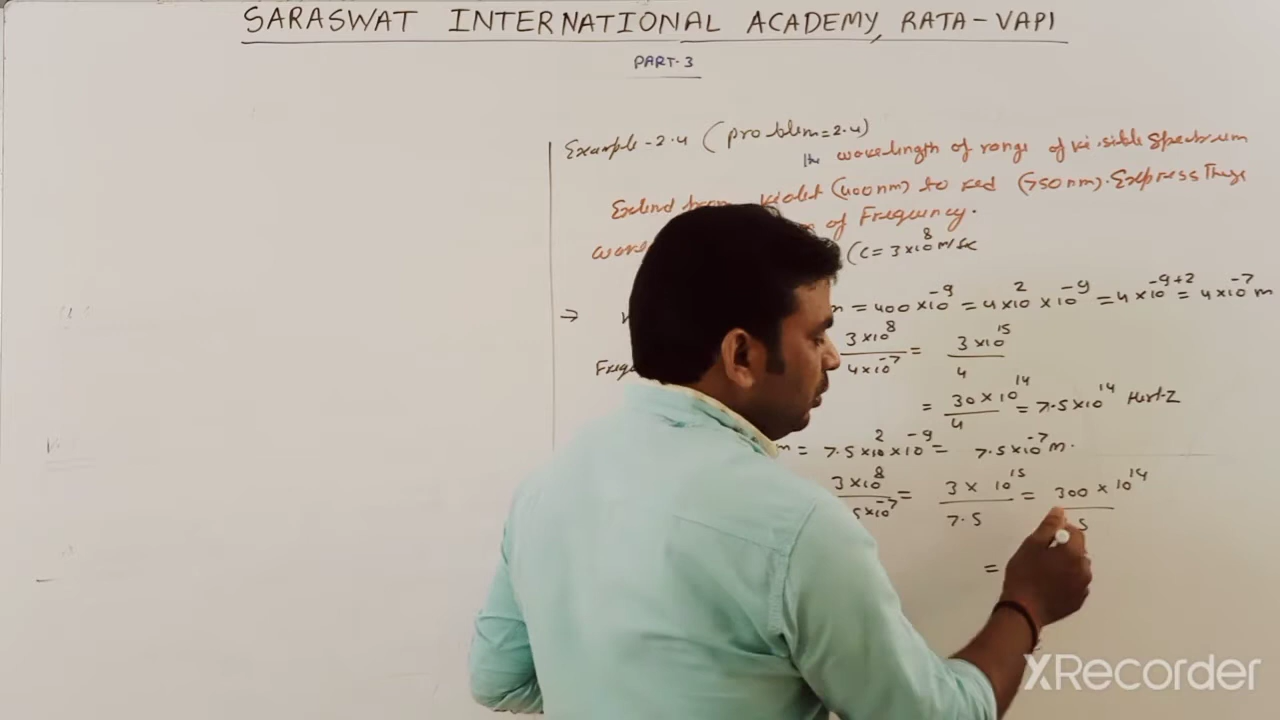 SARASWAT INTERNATIONAL ACADEMY, RATA-VAPI
PART-3
Example-2.4 (problem=2.4)
The wavelength of range of visible spectrum
Extend from violet (400nm) to red (750nm). Express these
wave of Frequency.
(c=3×10⁸ m/sec
⇒ = 400×10⁻⁹ = 4×10²×10⁻⁹ = 4×10⁻⁹⁺² = 4×10⁻⁷ m
Frequ 3×10⁸/4×10⁻⁷ = 3×10¹⁵/4
= 30×10¹⁴/4 = 7.5×10¹⁴ Hertz
m = 7.5×10²×10⁻⁹ = 7.5×10⁻⁷ m.
3×10⁸/5×10⁻⁷ = 3×10¹⁵/7.5 = 300×10¹⁴/5
=
XRecorder